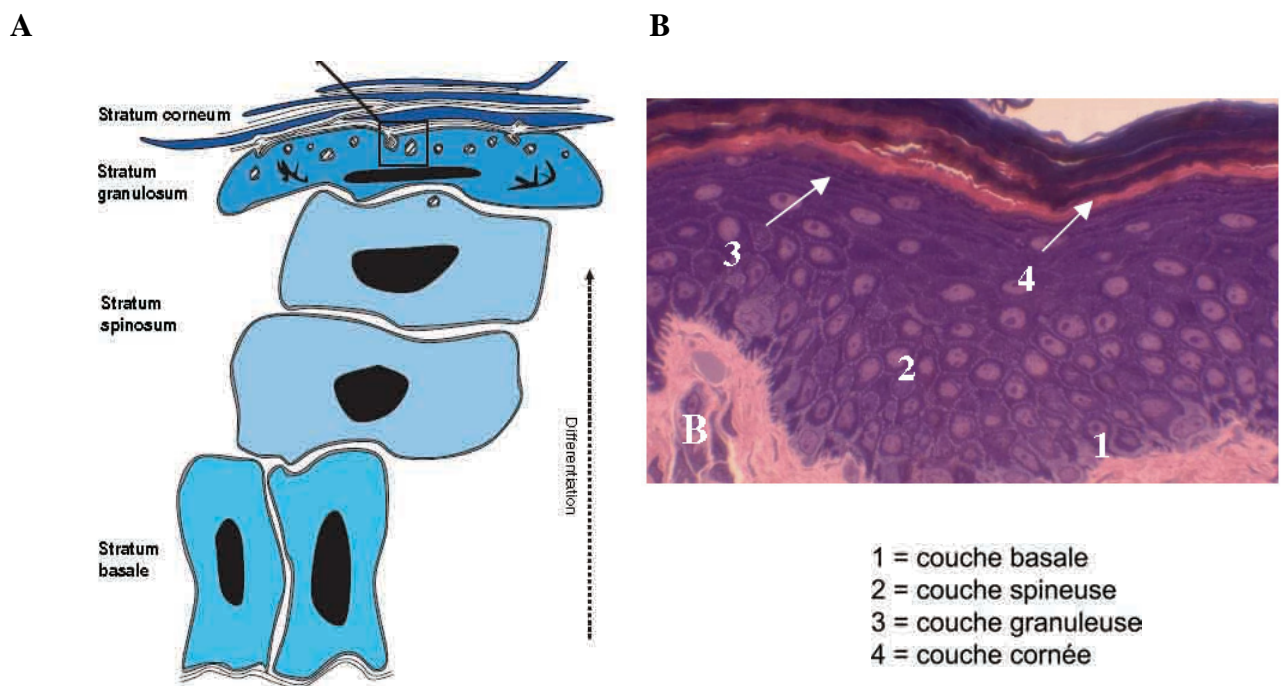 A
B
Stratum corneum
Stratum
granulosum
Stratum
spinosum
Differentiation
Stratum
basale
3
4
2
B
1
1 = couche basale
2 = couche spineuse
3 = couche granuleuse
4 = couche cornée